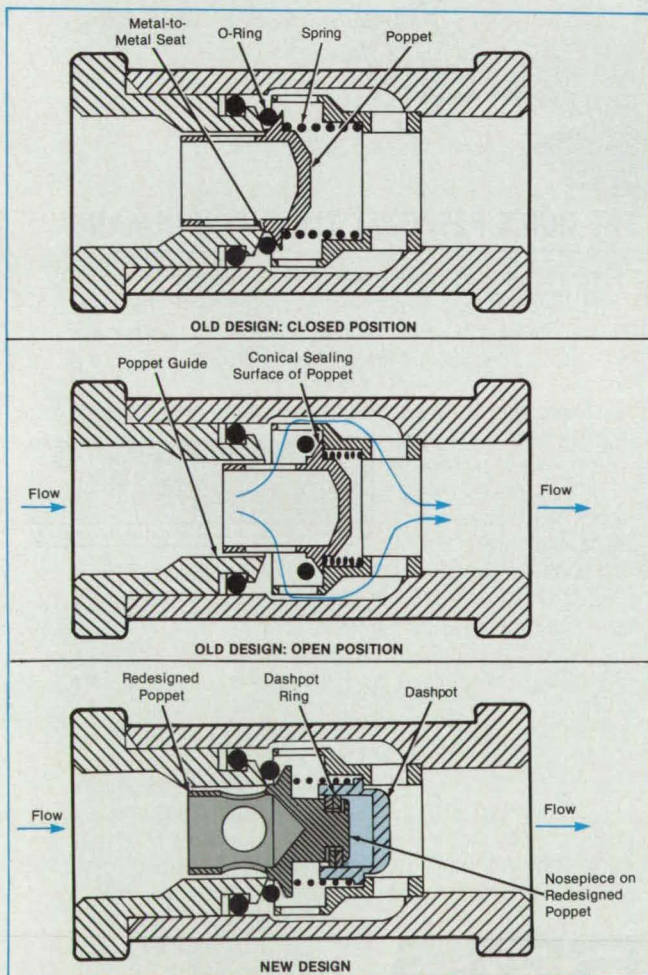 Metal-to-
Metal Seat
O-Ring
Spring
Poppet
OLD DESIGN: CLOSED POSITION
Poppet Guide
Conical Sealing
Surface of Poppet
Flow
Flow
OLD DESIGN: OPEN POSITION
Redesigned
Poppet
Dashpot
Ring
Dashpot
Flow
Flow
Nosepiece on
Redesigned
Poppet
NEW DESIGN